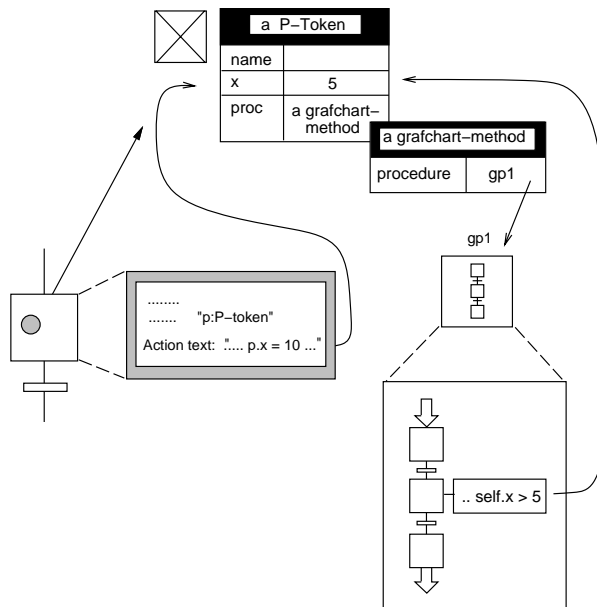 a P-Token
name
x 5
proc a grafchart-
method
a grafchart-method
procedure gp1
gp1
........
....... "p:P-token"
Action text: ".... p.x = 10 ..."
.. self.x > 5